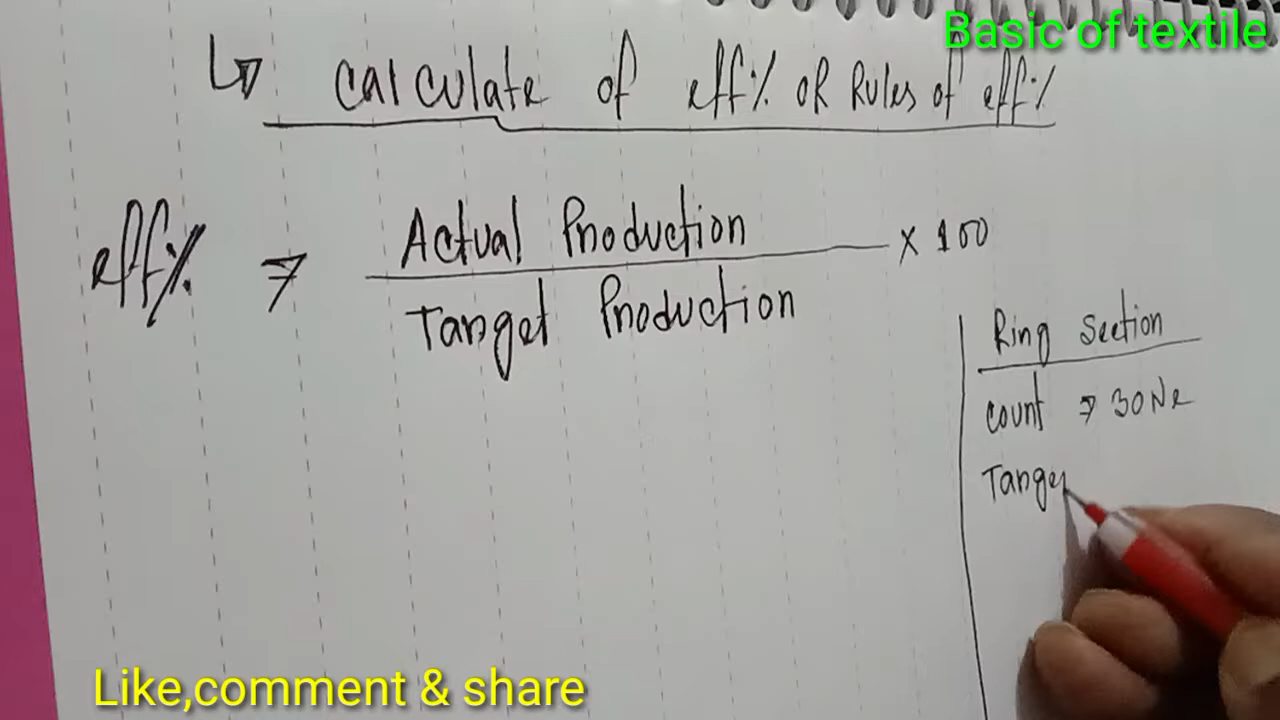 Basic of textile
Calculate of eff% OR Rules of eff%
eff% ⇒ Actual Production × 100
Target Production
Ring Section
Count ⇒ 30Ne
Targe
Like,comment & share